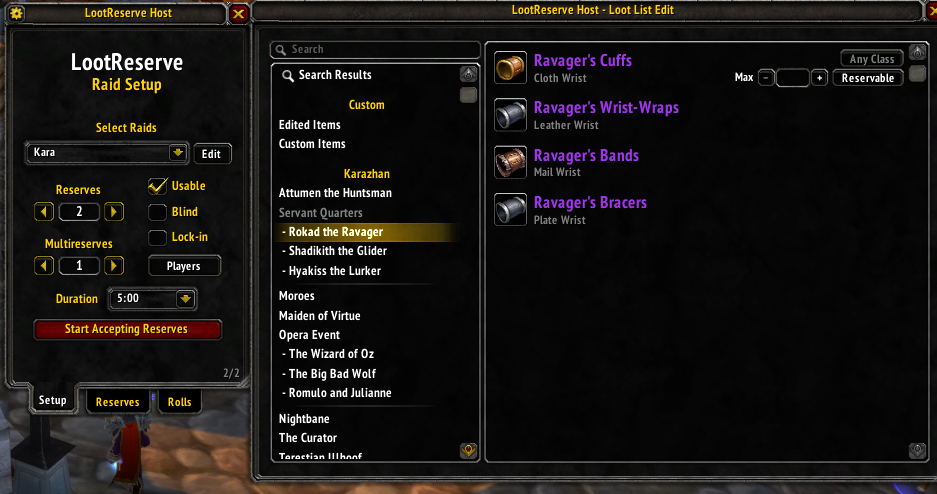 LootReserve Host
LootReserve Host - Loot List Edit
LootReserve
Raid Setup
Select Raids
Kara
Edit
Reserves
2
Usable
Blind
Multireserves
1
Lock-in
Players
Duration
5:00
Start Accepting Reserves
2/2
Setup
Reserves
Rolls
Search
Search Results
Custom
Edited Items
Custom Items
Karazhan
Attumen the Huntsman
Servant Quarters
- Rokad the Ravager
- Shadikith the Glider
- Hyakiss the Lurker
Moroes
Maiden of Virtue
Opera Event
- The Wizard of Oz
- The Big Bad Wolf
- Romulo and Julianne
Nightbane
The Curator
Terestian Illhoof
Ravager's Cuffs
Cloth Wrist
Any Class
Max - + Reservable
Ravager's Wrist-Wraps
Leather Wrist
Ravager's Bands
Mail Wrist
Ravager's Bracers
Plate Wrist